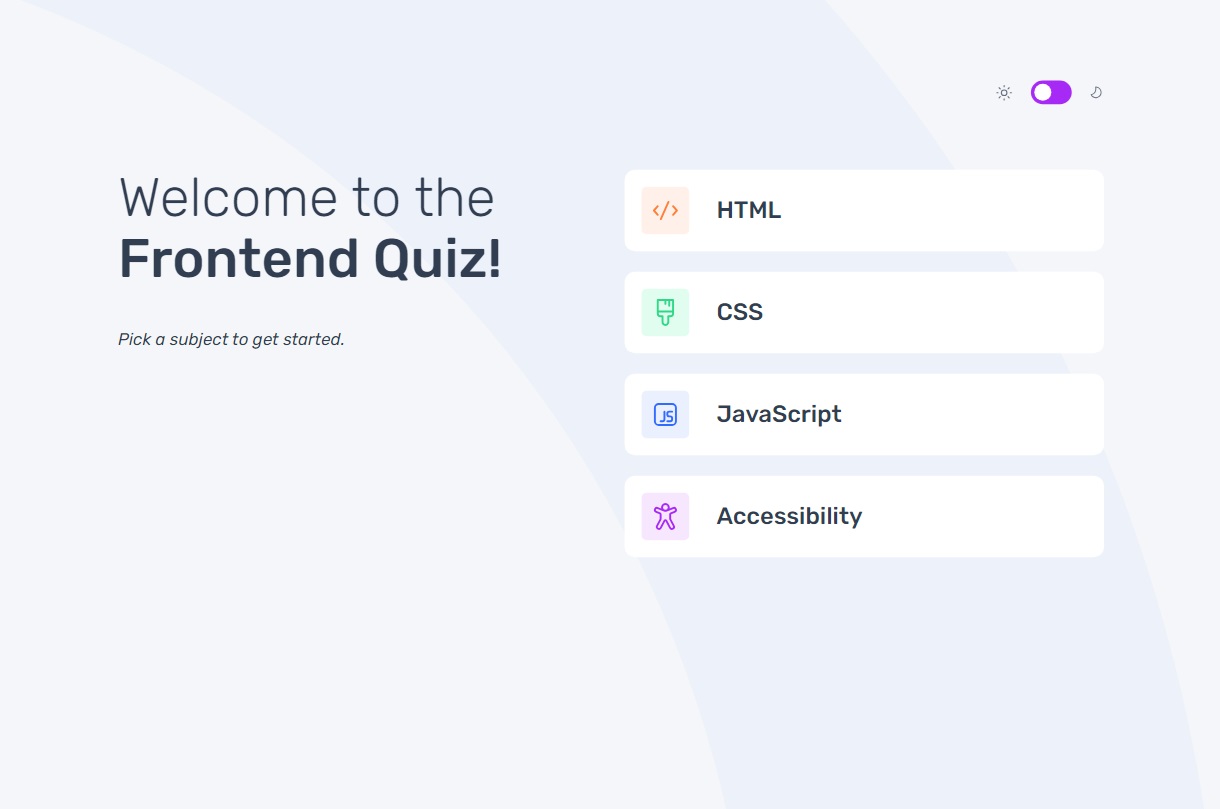 Welcome to the
Frontend Quiz!
Pick a subject to get started.
HTML
CSS
JS
JavaScript
Accessibility